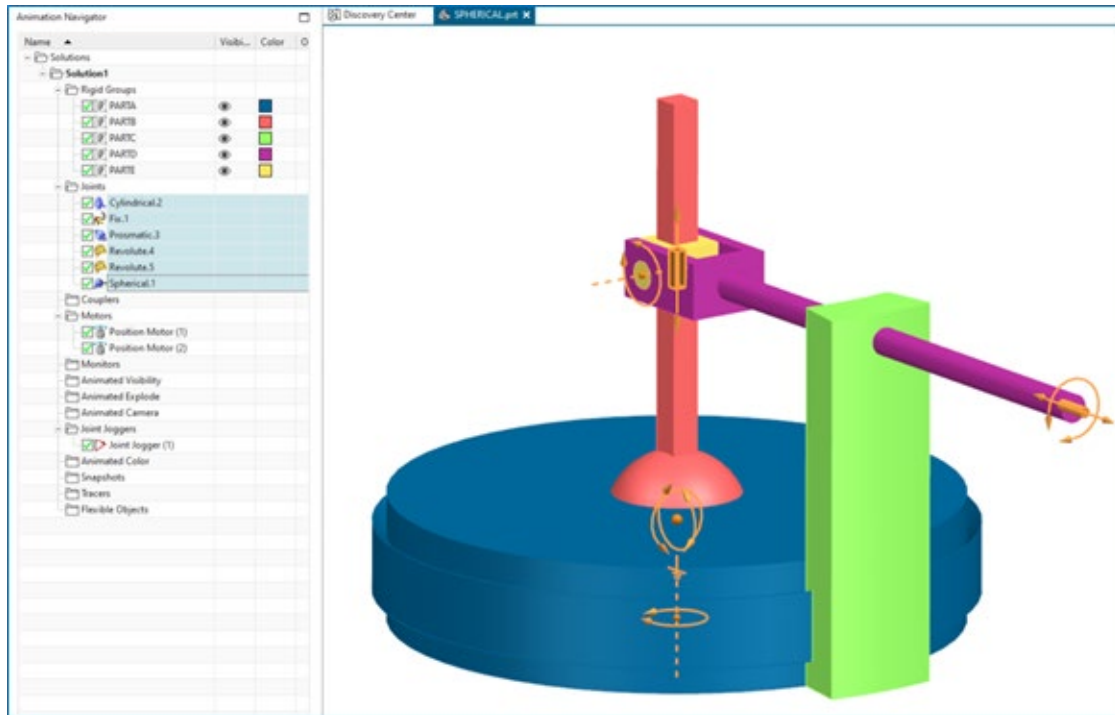 Animation Navigator
Discovery Center
SPHERICAL.prt
Name Visibi... Color O
Solutions
Solution1
Rigid Groups
PARTA
PARTB
PARTC
PARTD
PARTE
Joints
Cylindrical.2
Fix.1
Prosmatic.3
Revolute.4
Revolute.5
Spherical.1
Couplers
Motors
Position Motor (1)
Position Motor (2)
Monitors
Animated Visibility
Animated Explode
Animated Camera
Joint Joggers
Joint Jogger (1)
Animated Color
Snapshots
Tracers
Flexible Objects